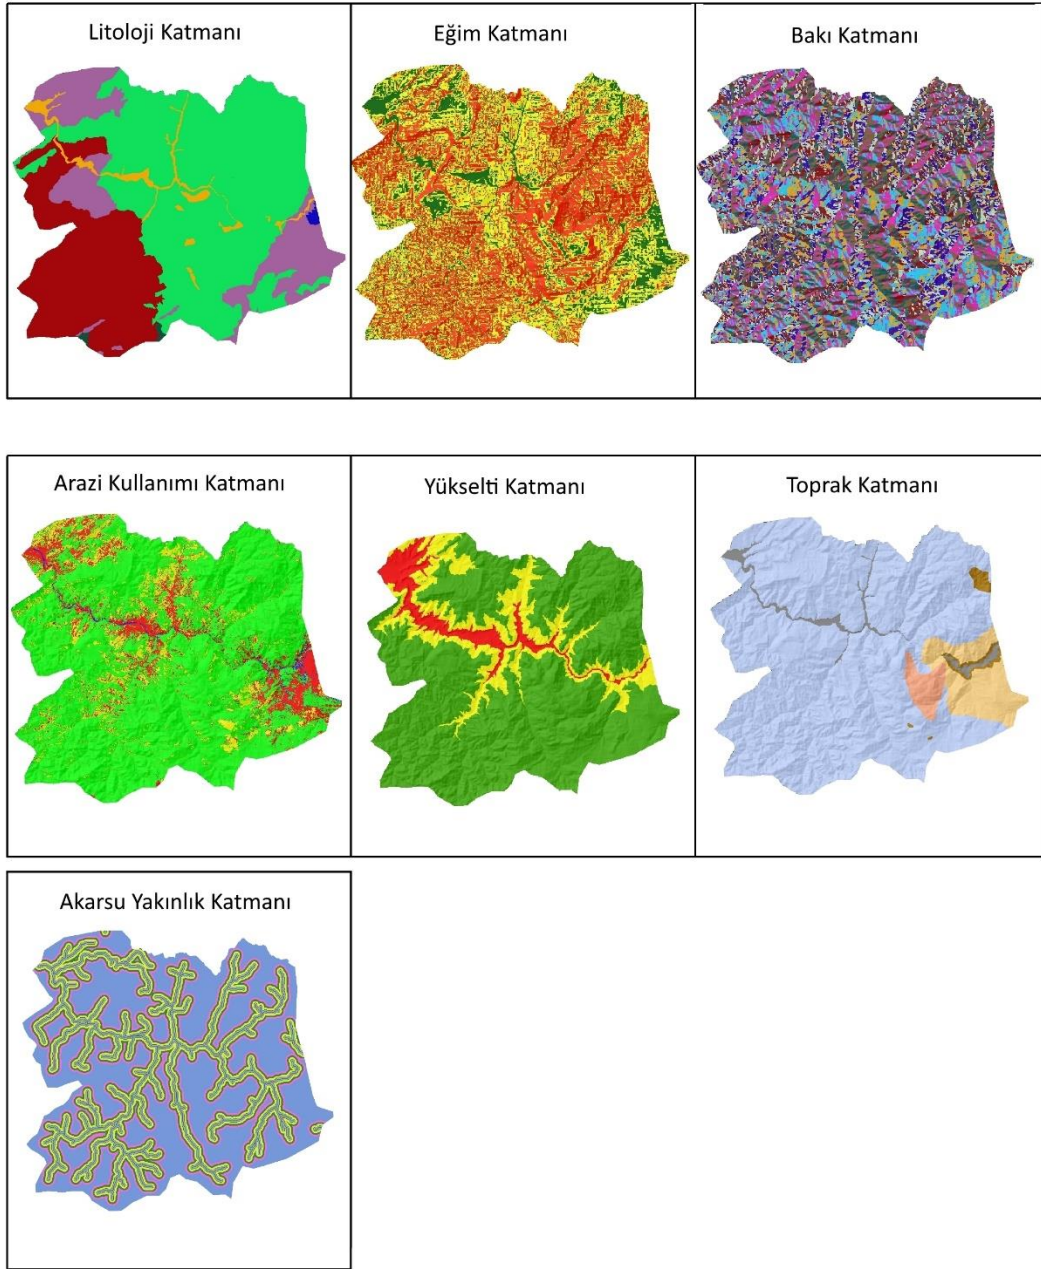 Litoloji Katmanı
Eğim Katmanı
Bakı Katmanı
Arazi Kullanımı Katmanı
Yükselti Katmanı
Toprak Katmanı
Akarsu Yakınlık Katmanı